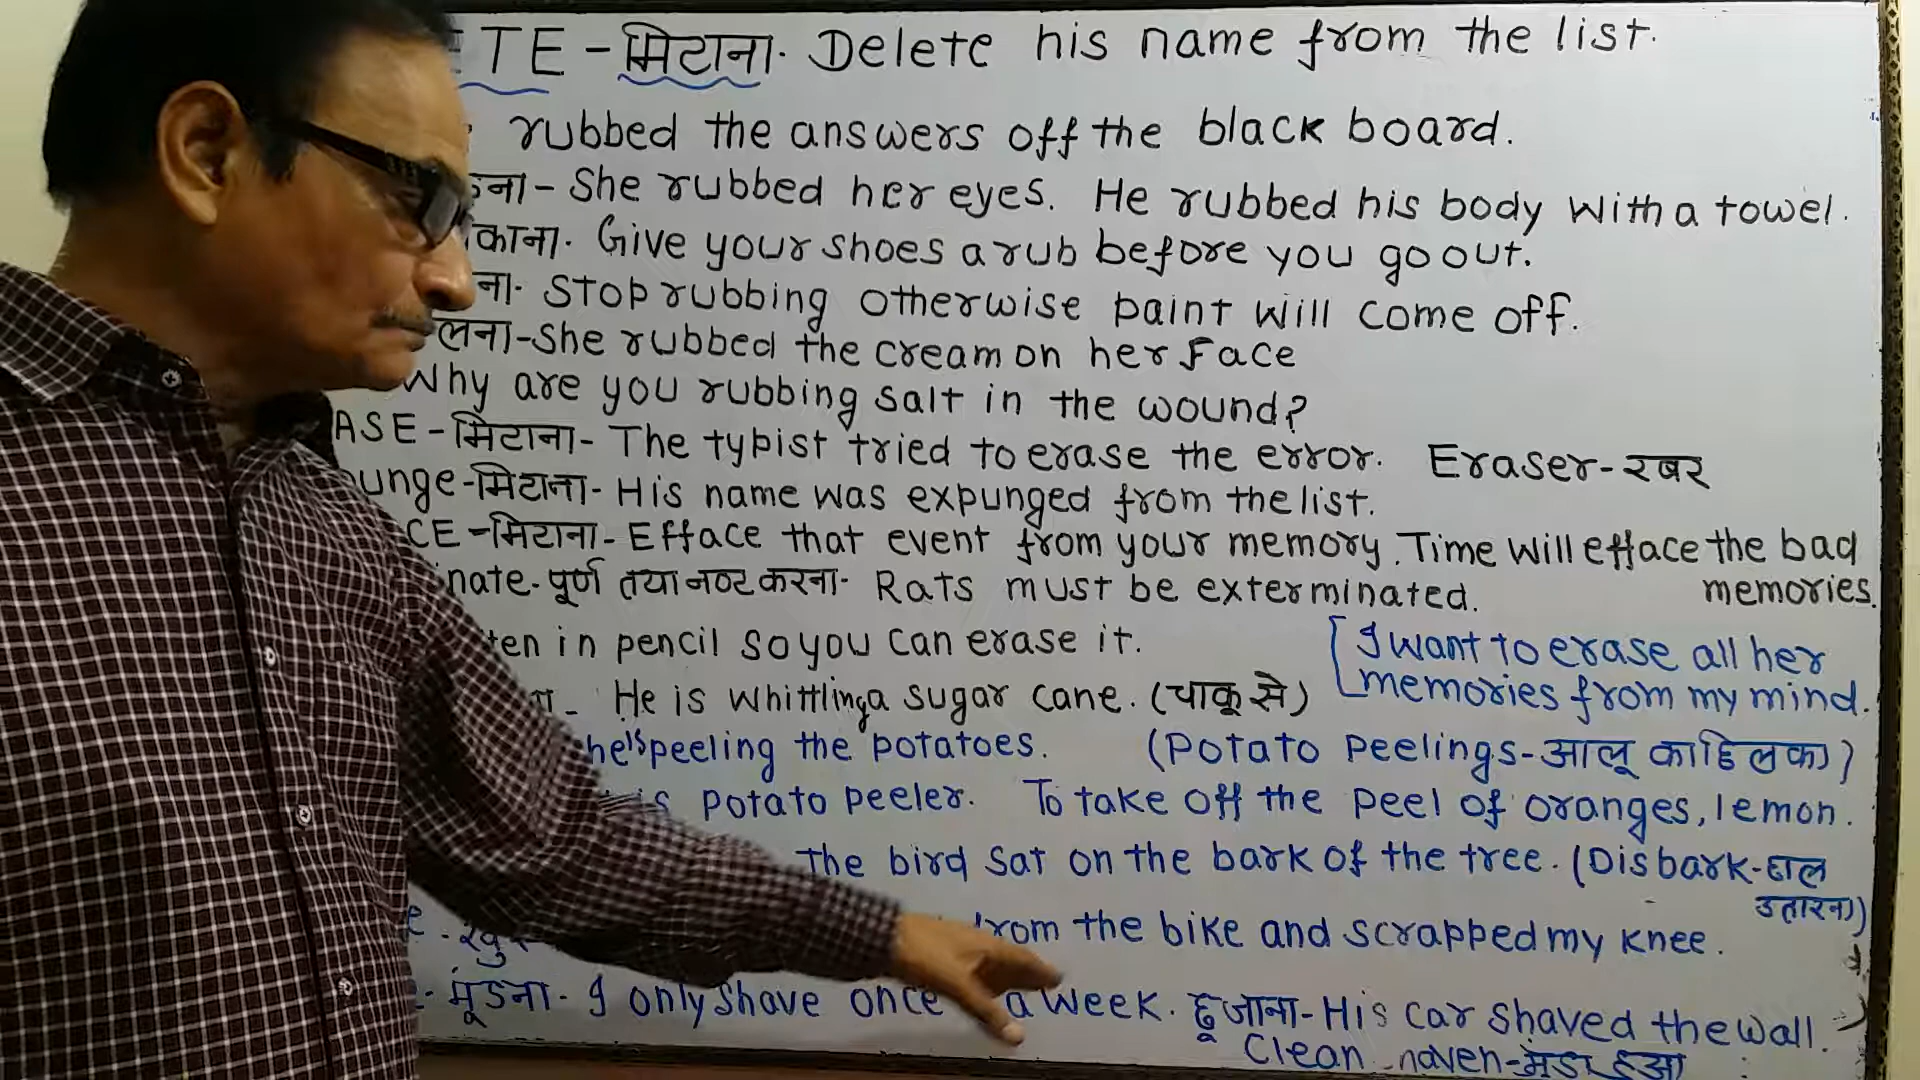 ETE - मिटाना. Delete his name from the list.
rubbed the answers off the black board.
ना - She rubbed her eyes. He rubbed his body with a towel.
काना. Give your shoes a rub before you go out.
ना. Stop rubbing otherwise paint will come off.
लना - She rubbed the cream on her Face
Why are you rubbing salt in the wound?
ASE - मिटाना - The typist tried to erase the error. Eraser - रबर
unge - मिटाना - His name was expunged from the list.
CE - मिटाना - Efface that event from your memory. Time will efface the bad
memories.
nate - पूर्ण तया नष्ट करना - Rats must be exterminated.
ten in pencil so you can erase it.
[I want to erase all her
memories from my mind.
He is whittling a sugar cane. (चाकू से)
he is peeling the potatoes. (Potato Peelings - आलू का छिलका)
is potato peeler. To take off the peel of oranges, lemon.
The bird sat on the bark of the tree. (Disbark - छाल
उतारना)
from the bike and scrapped my knee.
- मूंडना - I only shave once a week. छू जाना - His car shaved the wall.
Clean